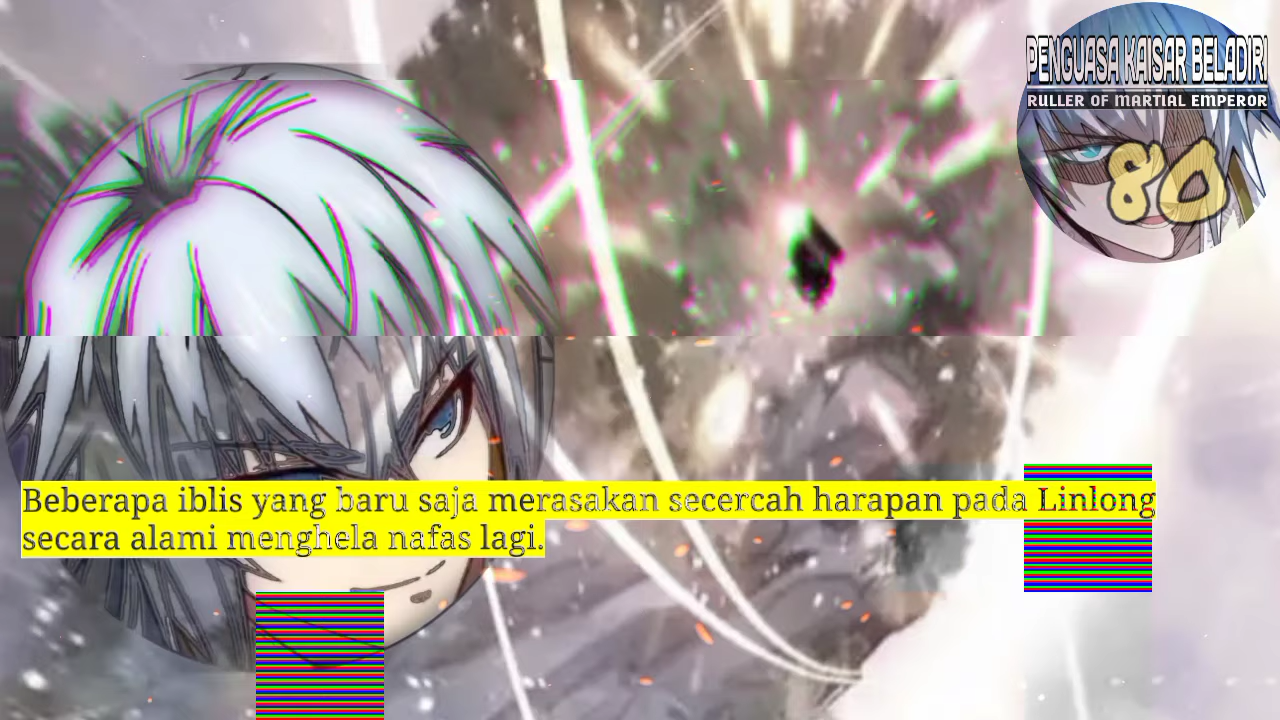 PENGUASA KAISAR BELADIRI
RULLER OF MARTIAL EMPEROR
80
Beberapa iblis yang baru saja merasakan secercah harapan pada Linlong
secara alami menghela nafas lagi.